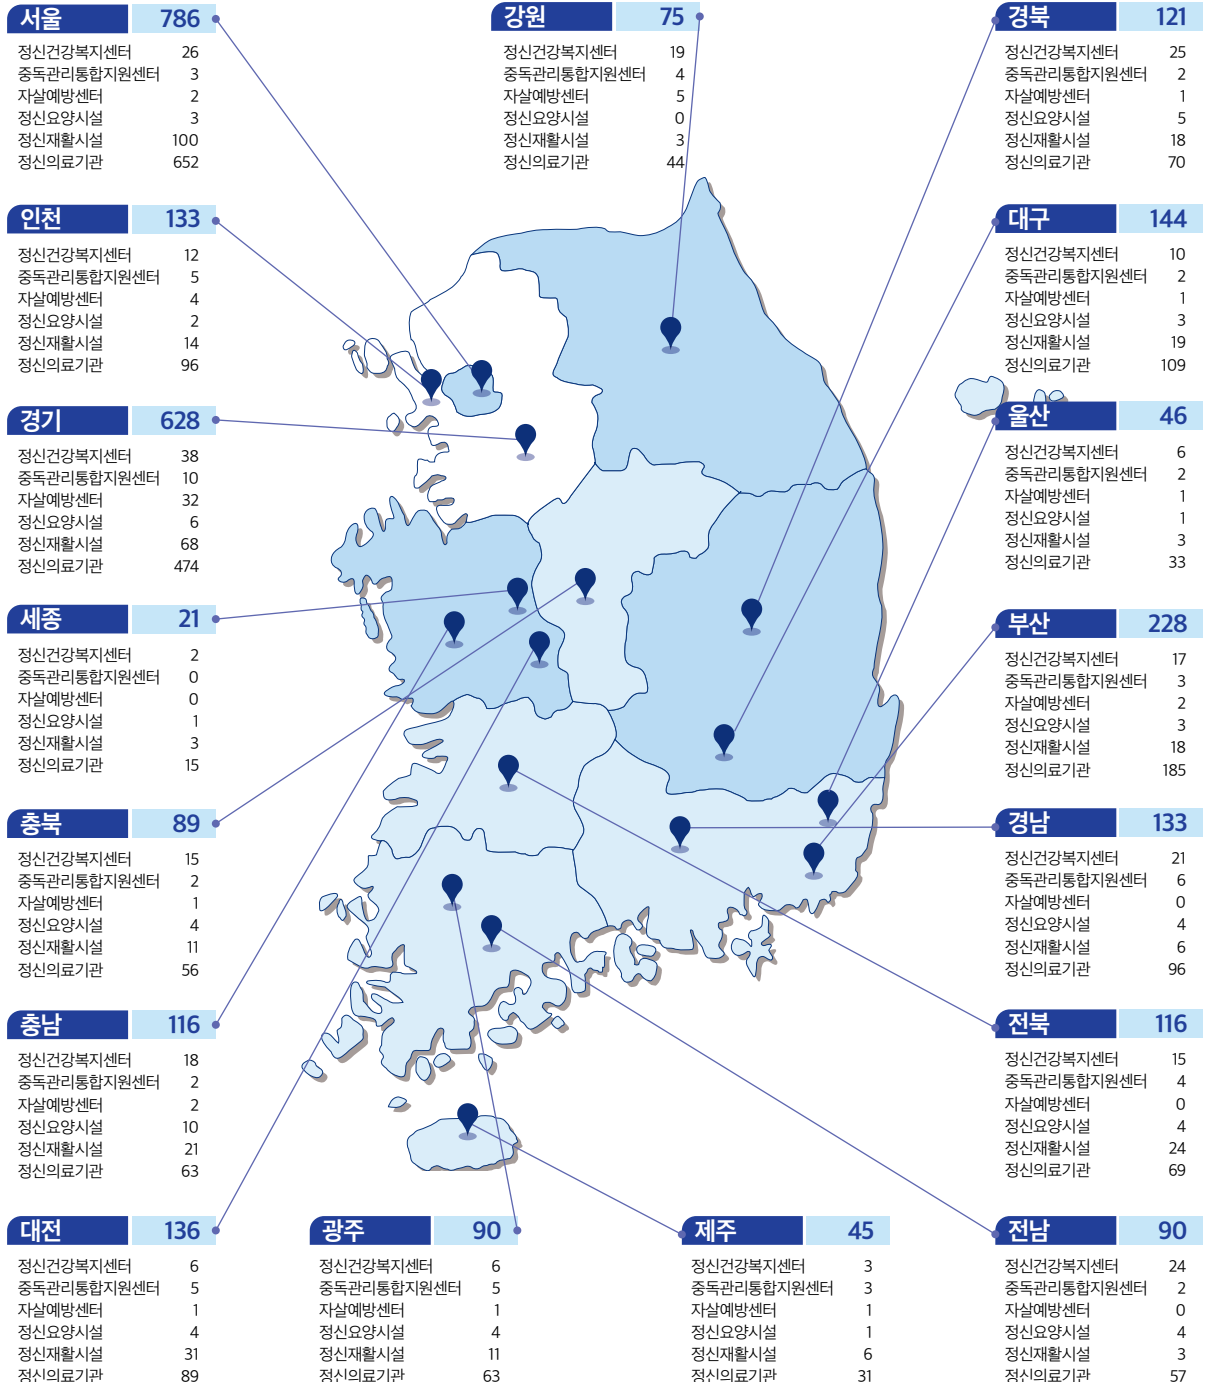 서울 786
정신건강복지센터 26
중독관리통합지원센터 3
자살예방센터 2
정신요양시설 3
정신재활시설 100
정신의료기관 652
강원 75
정신건강복지센터 19
중독관리통합지원센터 4
자살예방센터 5
정신요양시설 0
정신재활시설 3
정신의료기관 44
경북 121
정신건강복지센터 25
중독관리통합지원센터 2
자살예방센터 1
정신요양시설 5
정신재활시설 18
정신의료기관 70
인천 133
정신건강복지센터 12
중독관리통합지원센터 5
자살예방센터 4
정신요양시설 2
정신재활시설 14
정신의료기관 96
대구 144
정신건강복지센터 10
중독관리통합지원센터 2
자살예방센터 1
정신요양시설 3
정신재활시설 19
정신의료기관 109
경기 628
정신건강복지센터 38
중독관리통합지원센터 10
자살예방센터 32
정신요양시설 6
정신재활시설 68
정신의료기관 474
울산 46
정신건강복지센터 6
중독관리통합지원센터 2
자살예방센터 1
정신요양시설 1
정신재활시설 3
정신의료기관 33
세종 21
정신건강복지센터 2
중독관리통합지원센터 0
자살예방센터 0
정신요양시설 1
정신재활시설 3
정신의료기관 15
부산 228
정신건강복지센터 17
중독관리통합지원센터 3
자살예방센터 2
정신요양시설 3
정신재활시설 18
정신의료기관 185
충북 89
정신건강복지센터 15
중독관리통합지원센터 2
자살예방센터 1
정신요양시설 4
정신재활시설 11
정신의료기관 56
경남 133
정신건강복지센터 21
중독관리통합지원센터 6
자살예방센터 0
정신요양시설 4
정신재활시설 6
정신의료기관 96
충남 116
정신건강복지센터 18
중독관리통합지원센터 2
자살예방센터 2
정신요양시설 10
정신재활시설 21
정신의료기관 63
전북 116
정신건강복지센터 15
중독관리통합지원센터 4
자살예방센터 0
정신요양시설 4
정신재활시설 24
정신의료기관 69
대전 136
정신건강복지센터 6
중독관리통합지원센터 5
자살예방센터 1
정신요양시설 4
정신재활시설 31
정신의료기관 89
광주 90
정신건강복지센터 6
중독관리통합지원센터 5
자살예방센터 1
정신요양시설 4
정신재활시설 11
정신의료기관 63
제주 45
정신건강복지센터 3
중독관리통합지원센터 3
자살예방센터 1
정신요양시설 1
정신재활시설 6
정신의료기관 31
전남 90
정신건강복지센터 24
중독관리통합지원센터 2
자살예방센터 0
정신요양시설 4
정신재활시설 3
정신의료기관 57